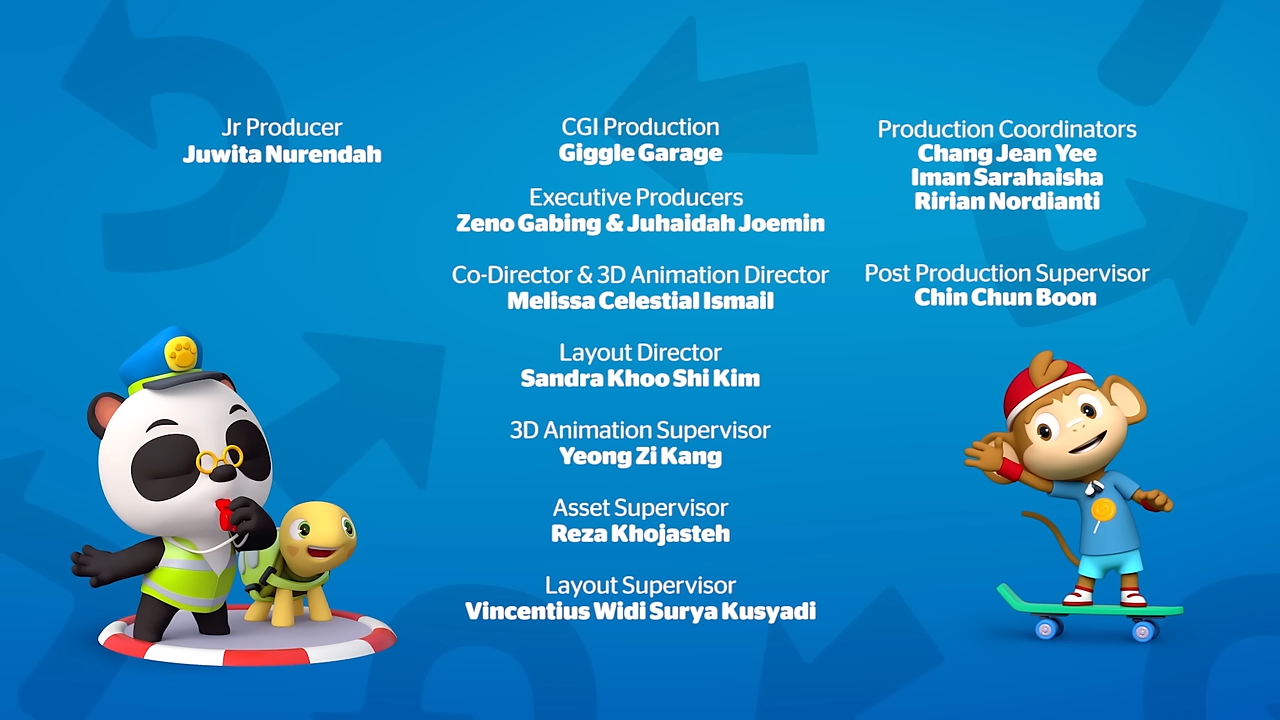 Jr Producer
Juwita Nurendah
CGI Production
Giggle Garage
Executive Producers
Zeno Gabing & Juhaidah Joemin
Co-Director & 3D Animation Director
Melissa Celestial Ismail
Layout Director
Sandra Khoo Shi Kim
3D Animation Supervisor
Yeong Zi Kang
Asset Supervisor
Reza Khojasteh
Layout Supervisor
Vincentius Widi Surya Kusyadi
Production Coordinators
Chang Jean Yee
Iman Sarahaisha
Ririan Nordianti
Post Production Supervisor
Chin Chun Boon